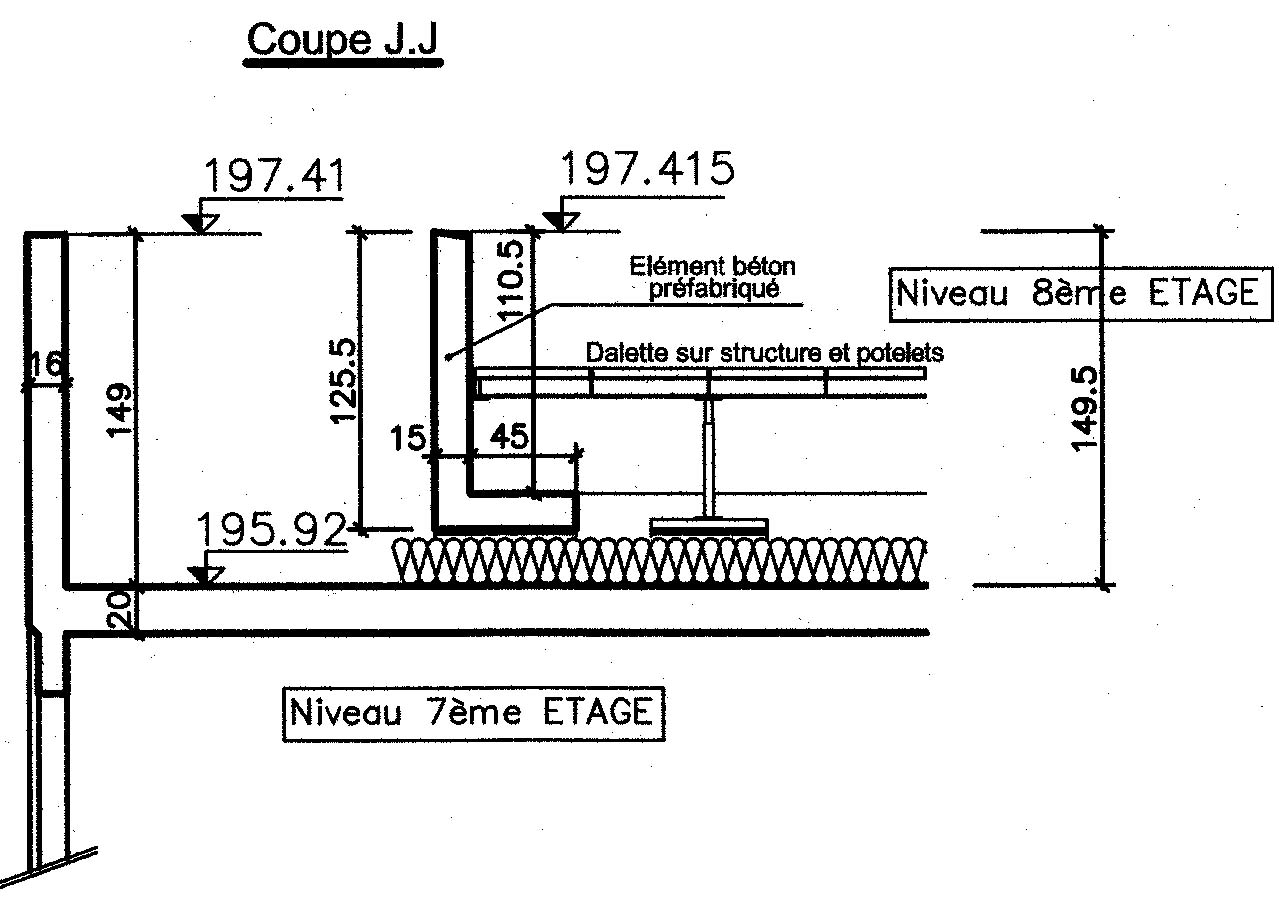 Coupe J.J
197.41
197.415
110.5
Elément béton
préfabriqué
Niveau 8ème ETAGE
16
149
125.5
Dalette sur structure et potelets
149.5
15
45
195.92
20
Niveau 7ème ETAGE